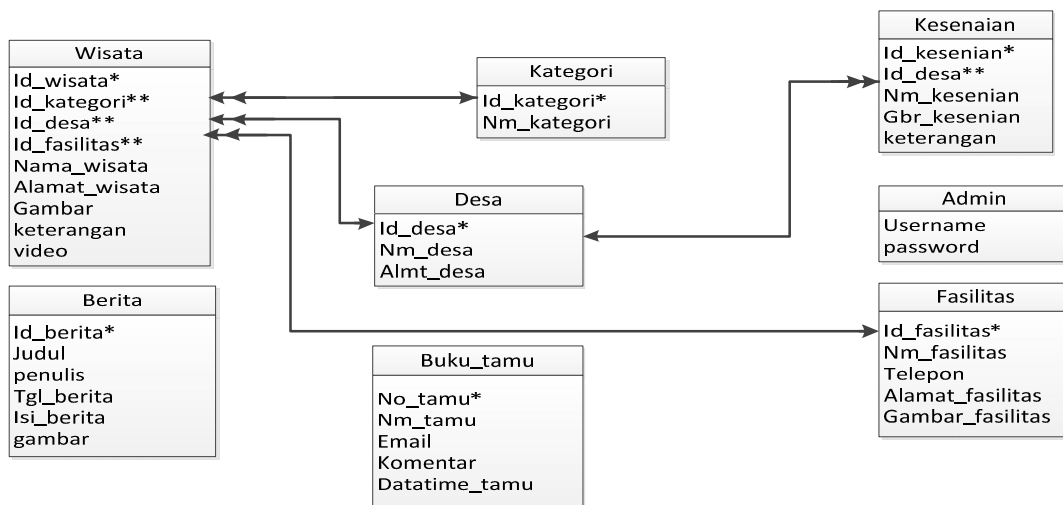 Wisata
Id_wisata*
Id_kategori**
Id_desa**
Id_fasilitas**
Nama_wisata
Alamat_wisata
Gambar
keterangan
video
Kategori
Id_kategori*
Nm_kategori
Kesenaian
Id_kesenian*
Id_desa**
Nm_kesenian
Gbr_kesenian
keterangan
Desa
Id_desa*
Nm_desa
Almt_desa
Admin
Username
password
Berita
Id_berita*
Judul
penulis
Tgl_berita
Isi_berita
gambar
Buku_tamu
No_tamu*
Nm_tamu
Email
Komentar
Datatime_tamu
Fasilitas
Id_fasilitas*
Nm_fasilitas
Telepon
Alamat_fasilitas
Gambar_fasilitas